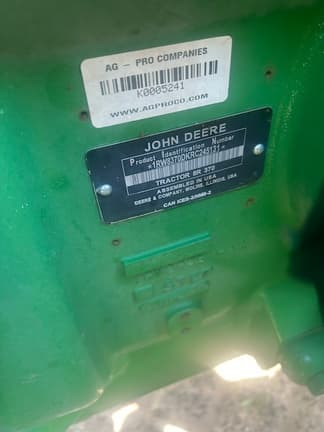 AG - PRO COMPANIES
K0005241
WWW.AGPROCO.COM
JOHN DEERE
Product Identification Number
*1RW8370DKRC245131*
TRACTOR 8R 370
ASSEMBLED IN USA
DEERE & COMPANY, MOLINE, ILLINOIS, USA